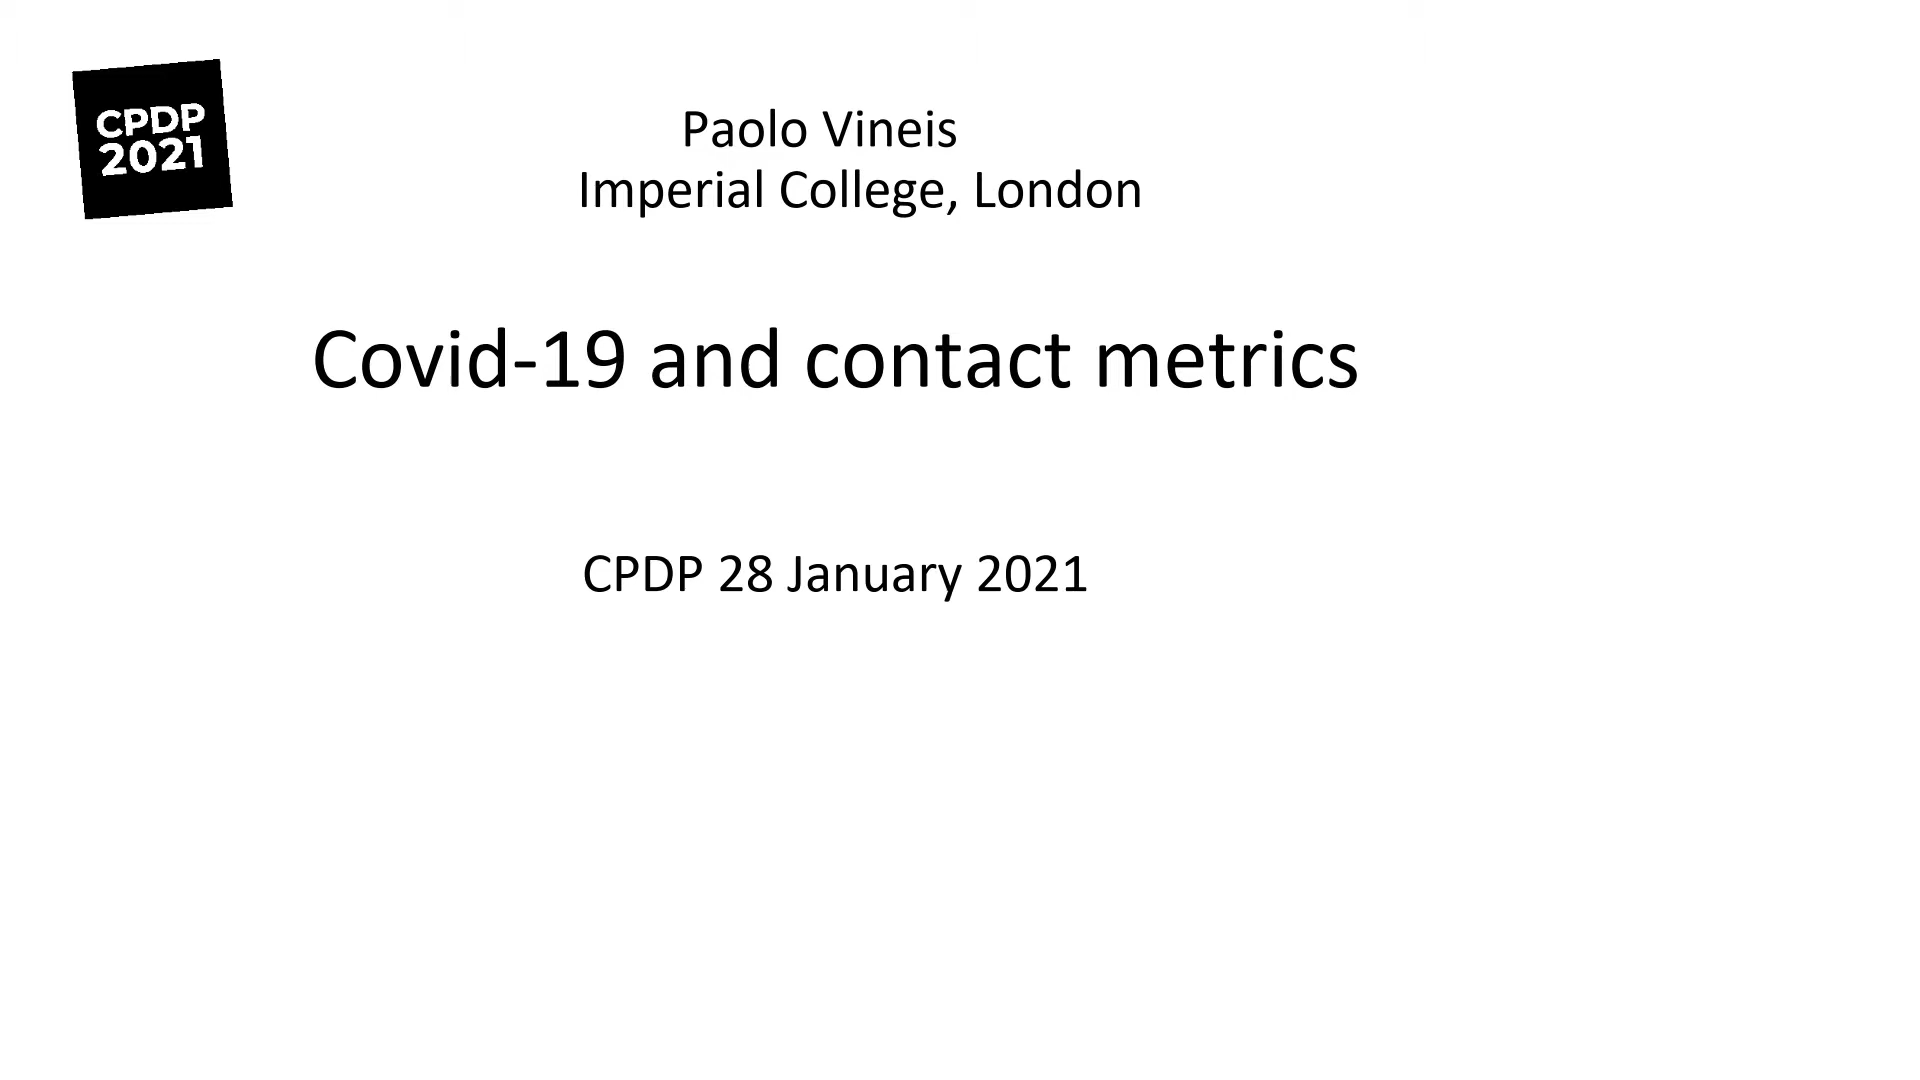 CPDP
2021
Paolo Vineis
Imperial College, London
Covid-19 and contact metrics
CPDP 28 January 2021